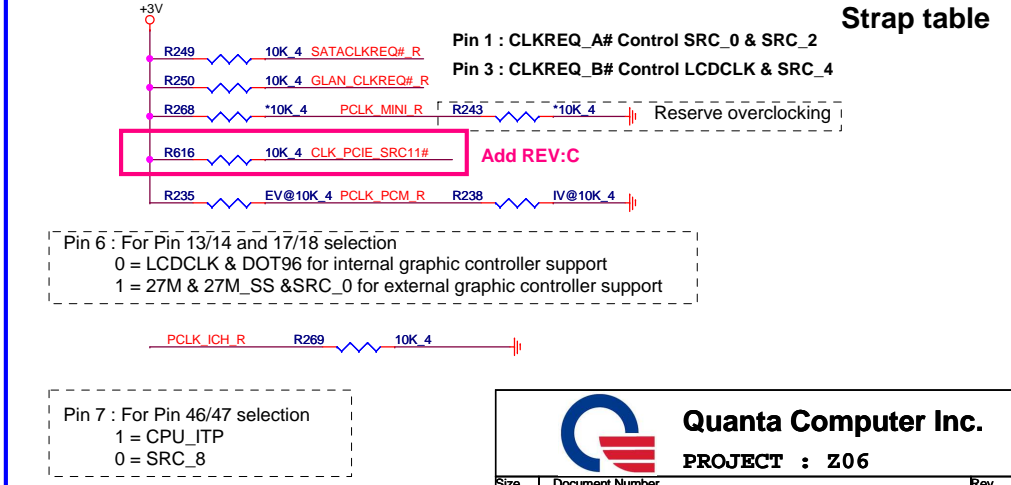 +3V
Strap table
R249 10K_4 SATACLKREQ#_R
Pin 1 : CLKREQ_A# Control SRC_0 & SRC_2
R250 10K_4 GLAN_CLKREQ#_R
Pin 3 : CLKREQ_B# Control LCDCLK & SRC_4
R268 *10K_4 PCLK_MINI_R R243 *10K_4 Reserve overclocking
R616 10K_4 CLK_PCIE_SRC11# Add REV:C
R235 EV@10K_4 PCLK_PCM_R R238 IV@10K_4
Pin 6 : For Pin 13/14 and 17/18 selection
0 = LCDCLK & DOT96 for internal graphic controller support
1 = 27M & 27M_SS &SRC_0 for external graphic controller support
PCLK_ICH_R R269 10K_4
Pin 7 : For Pin 46/47 selection
1 = CPU_ITP
0 = SRC_8
Quanta Computer Inc.
PROJECT : Z06
Size Document Number Rev